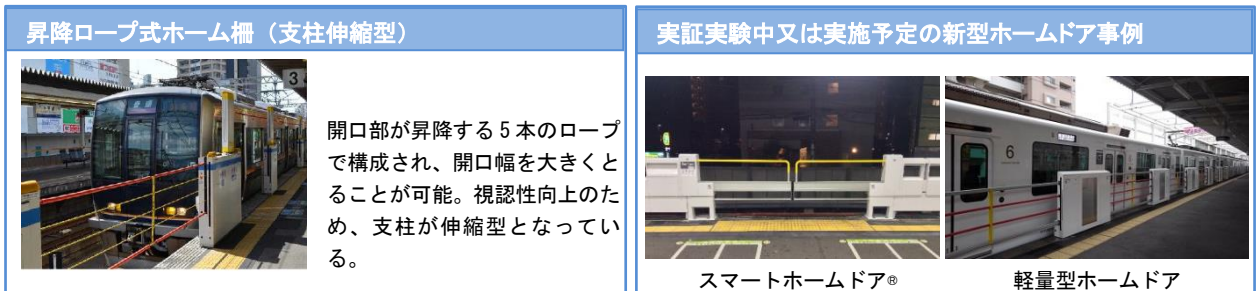 昇降ロープ式ホーム柵（支柱伸縮型）
3
開口部が昇降する５本のロープ
で構成され、開口幅を大きくと
ることが可能。視認性向上のた
め、支柱が伸縮型となってい
る。
実証実験中又は実施予定の新型ホームドア事例
6
スマートホームドア®
軽量型ホームドア